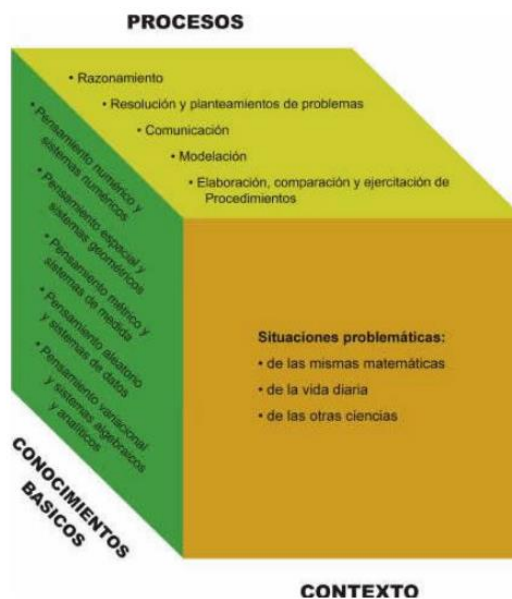 PROCESOS
• Razonamiento
• Resolución y planteamientos de problemas
• Comunicación
• Modelación
• Elaboración, comparación y ejercitación de
Procedimientos
• Pensamiento numérico y
sistemas numéricos
• Pensamiento espacial y
sistemas geométricos
• Pensamiento métrico y
sistemas de medida
• Pensamiento aleatorio
y sistemas de datos
• Pensamiento variacional
y sistemas algebraicos
y analíticos
Situaciones problemáticas:
• de las mismas matemáticas
• de la vida diaria
• de las otras ciencias
CONOCIMIENTOS
BASICOS
CONTEXTO